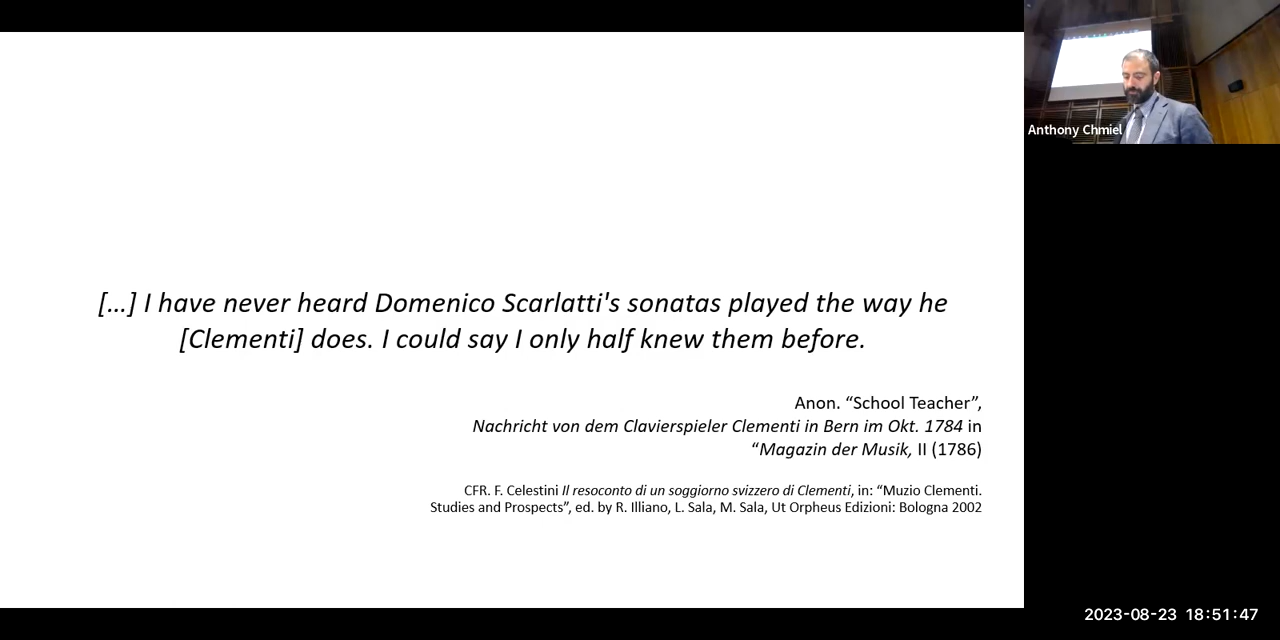 […] I have never heard Domenico Scarlatti's sonatas played the way he
[Clementi] does. I could say I only half knew them before.
Anon. “School Teacher”,
Nachricht von dem Clavierspieler Clementi in Bern im Okt. 1784 in
“Magazin der Musik, II (1786)
CFR. F. Celestini Il resoconto di un soggiorno svizzero di Clementi, in: “Muzio Clementi.
Studies and Prospects”, ed. by R. Illiano, L. Sala, M. Sala, Ut Orpheus Edizioni: Bologna 2002
Anthony Chmiel
2023-08-23 18:51:47